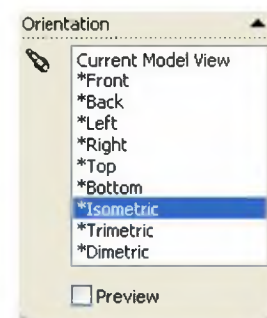 Orientation
Current Model View
*Front
*Back
*Left
*Right
*Top
*Bottom
*Isometric
*Trimetric
*Dimetric
Preview